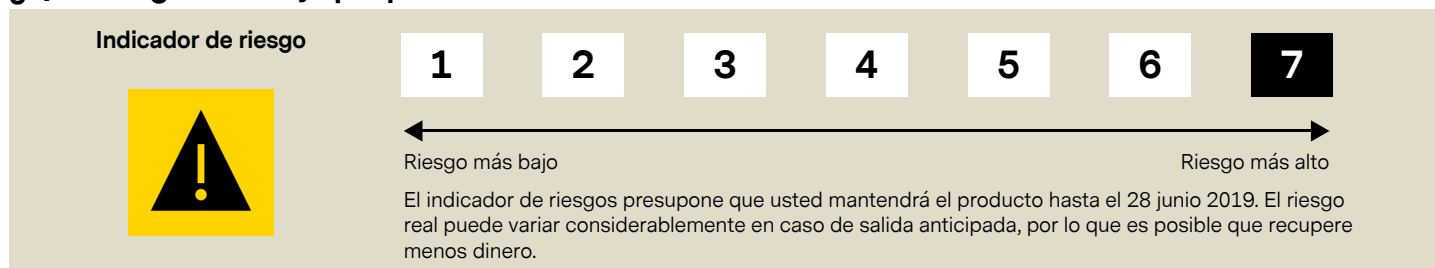 Indicador de riesgo
1 2 3 4 5 6 7
Riesgo más bajo Riesgo más alto
El indicador de riesgos presupone que usted mantendrá el producto hasta el 28 junio 2019. El riesgo
real puede variar considerablemente en caso de salida anticipada, por lo que es posible que recupere
menos dinero.